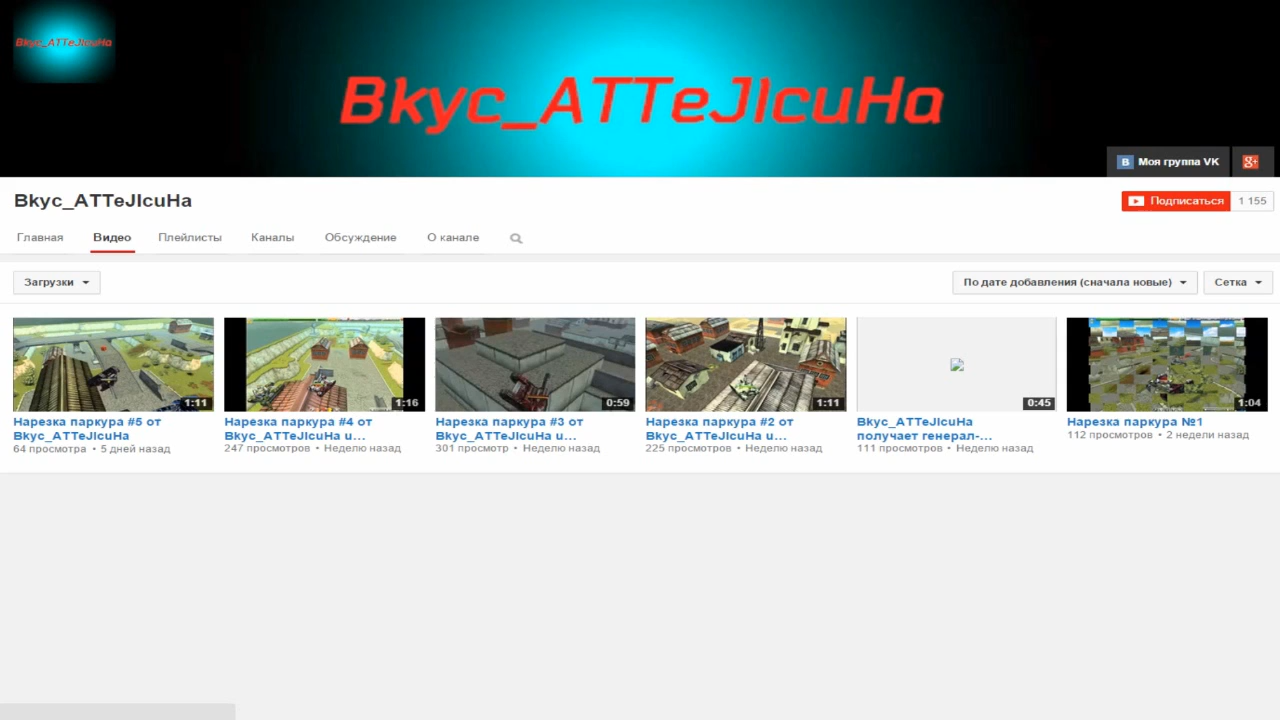 Bkyc_ATTeJIcuHa
Bkyc_ATTeJIcuHa
B Моя группа VK
g+
Bkyc_ATTeJIcuHa
Подписаться 1 155
Главная Видео Плейлисты Каналы Обсуждение О канале
Загрузки По дате добавления (сначала новые) Сетка
1:11 1:16 0:59 1:11 0:45 1:04
Нарезка паркура #5 от
Bkyc_ATTeJIcuHa
64 просмотра • 5 дней назад
Нарезка паркура #4 от
Bkyc_ATTeJIcuHa и...
247 просмотров • Неделю назад
Нарезка паркура #3 от
Bkyc_ATTeJIcuHa и...
301 просмотр • Неделю назад
Нарезка паркура #2 от
Bkyc_ATTeJIcuHa и...
225 просмотров • Неделю назад
Bkyc_ATTeJIcuHa
получает генерал-...
111 просмотров • Неделю назад
Нарезка паркура №1
112 просмотров • 2 недели назад